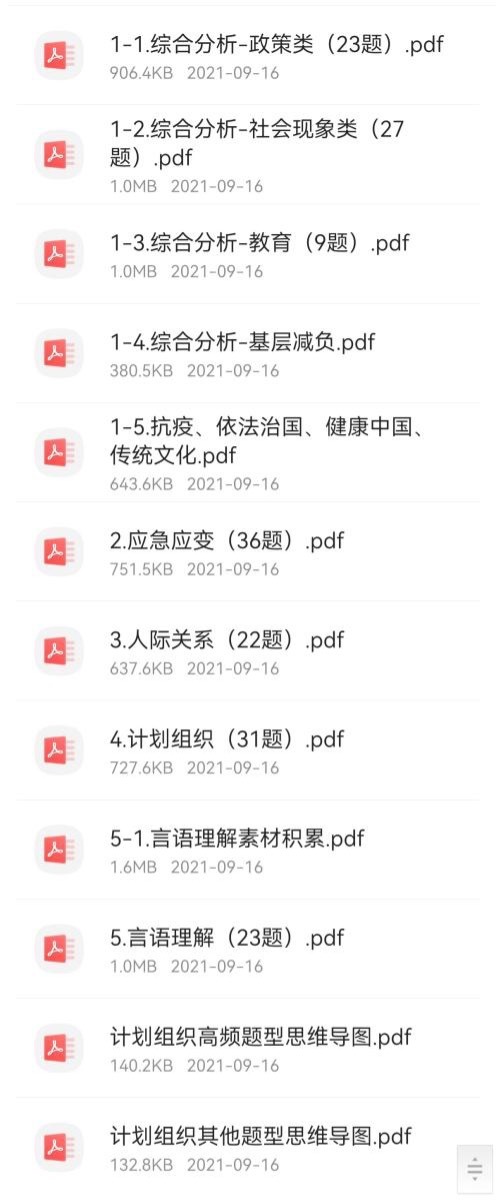 1-1.综合分析-政策类（23题）.pdf
906.4KB 2021-09-16
1-2.综合分析-社会现象类（27
题）.pdf
1.0MB 2021-09-16
1-3.综合分析-教育（9题）.pdf
1.0MB 2021-09-16
1-4.综合分析-基层减负.pdf
380.5KB 2021-09-16
1-5.抗疫、依法治国、健康中国、
传统文化.pdf
643.6KB 2021-09-16
2.应急应变（36题）.pdf
751.5KB 2021-09-16
3.人际关系（22题）.pdf
637.6KB 2021-09-16
4.计划组织（31题）.pdf
727.6KB 2021-09-16
5-1.言语理解素材积累.pdf
1.6MB 2021-09-16
5.言语理解（23题）.pdf
1.0MB 2021-09-16
计划组织高频题型思维导图.pdf
140.2KB 2021-09-16
计划组织其他题型思维导图.pdf
132.8KB 2021-09-16